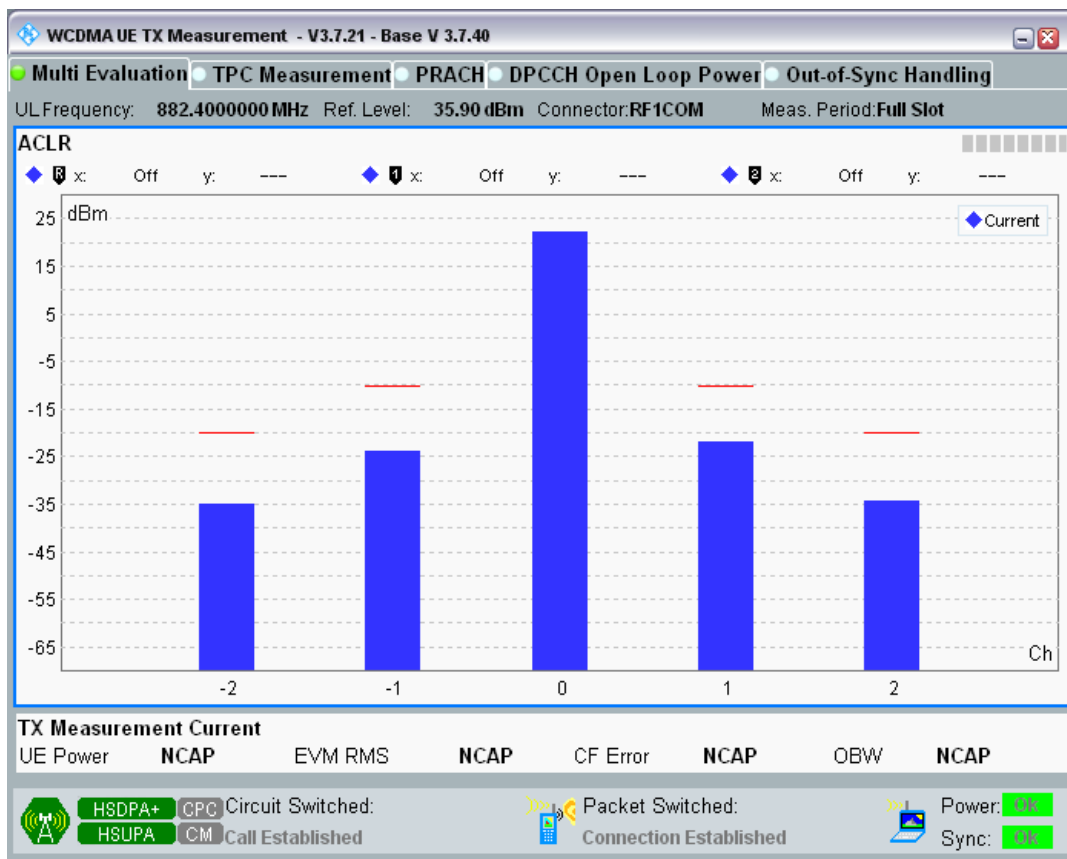 WCDMA UE TX Measurement - V3.7.21 - Base V 3.7.40
Multi Evaluation TPC Measurement PRACH DPCCH Open Loop Power Out-of-Sync Handling
UL Frequency: 882.4000000 MHz Ref. Level: 35.90 dBm Connector:RF1COM Meas. Period:Full Slot
ACLR
R x: Off y: --- 1 x: Off y: --- 2 x: Off y: ---
dBm
Current
25
15
5
-5
-15
-25
-35
-45
-55
-65
Ch
-2 -1 0 1 2
TX Measurement Current
UE Power NCAP EVM RMS NCAP CF Error NCAP OBW NCAP
HSDPA+ CPC Circuit Switched: Packet Switched: Power: OK
HSUPA CM Call Established Connection Established Sync: OK